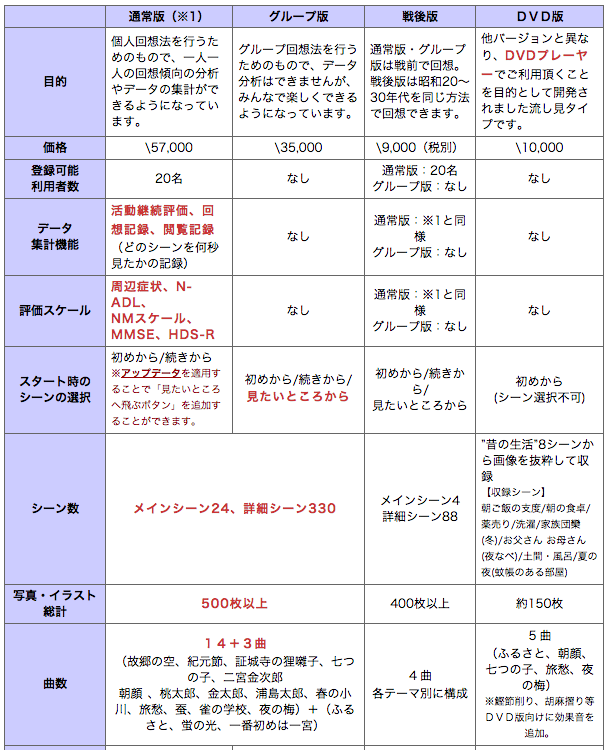 通常版（※1）
グループ版
戦後版
ＤＶＤ版
目的
個人回想法を行うた
めのもので、一人一
人の回想傾向の分析
やデータの集計がで
きるようになっていま
す。
グループ回想法を行う
ためのもので、データ
分析はできませんが、
みんなで楽しくできる
ようになっています。
通常版・グループ
版は戦前で回想。
戦後版は昭和20～
30年代を同じ方法
で回想できます。
他バージョンと異な
り、DVDプレーヤ
ーでご利用頂くこと
を目的として開発さ
れました流し見タ
イプです。
価格
\57,000
\35,000
\9,000（税別）
\10,000
登録可能
利用者数
20名
なし
通常版：20名
グループ版：なし
なし
データ
集計機能
活動継続評価、回
想記録、閲覧記録
（どのシーンを何秒
見たかの記録）
なし
通常版：※1と同
様
グループ版：なし
なし
評価スケール
周辺症状、N-
ADL、
NMスケール、
MMSE、HDS-R
なし
通常版：※1と同
様
グループ版：なし
なし
スタート時の
シーンの選択
初めから/続きから
※アップデータを適用す
ることで「見たいところ
へ飛ぶボタン」を追加す
ることができます。
初めから/続きから/
見たいところから
初めから/続きか
ら/
見たいところから
初めから
(シーン選択不可)
シーン数
メインシーン24、詳細シーン330
メインシーン4
詳細シーン88
"昔の生活"8シーンか
ら画像を抜粋して収
録
【収録シーン】
朝ご飯の支度/朝の食卓/
薬売り/洗濯/家族団欒
(冬)/お父さん お母さん
(夜なべ)/土間・風呂/夏の
夜(蚊帳のある部屋)
写真・イラスト
総計
500枚以上
400枚以上
約150枚
曲数
１４＋３曲
（故郷の空、紀元節、証城寺の狸囃子、七つ
の子、二宮金次郎
朝顔 、桃太郎、金太郎、浦島太郎、春の小
川、旅愁、蚕、雀の学校、夜の梅）＋（ふる
さと、蛍の光、一番初めは一宮）
４曲
各テーマ別に構成
５曲
（ふるさと、朝顔、
七つの子、旅愁、夜
の梅）
※鰹節削り、胡麻摺り等
ＤＶＤ版向けに効果音を
追加。